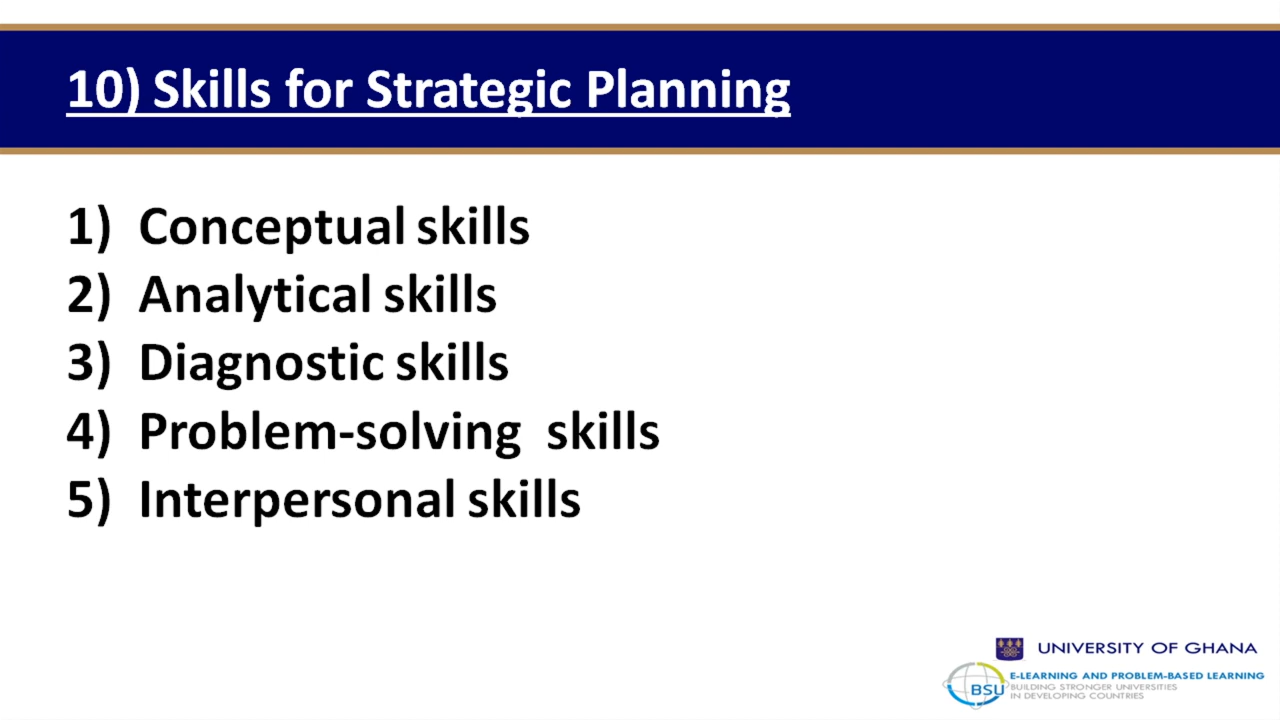 10) Skills for Strategic Planning
1) Conceptual skills
2) Analytical skills
3) Diagnostic skills
4) Problem-solving  skills
5) Interpersonal skills
UNIVERSITY OF GHANA
BSU
E-LEARNING AND PROBLEM-BASED LEARNING
BUILDING STRONGER UNIVERSITIES
IN DEVELOPING COUNTRIES